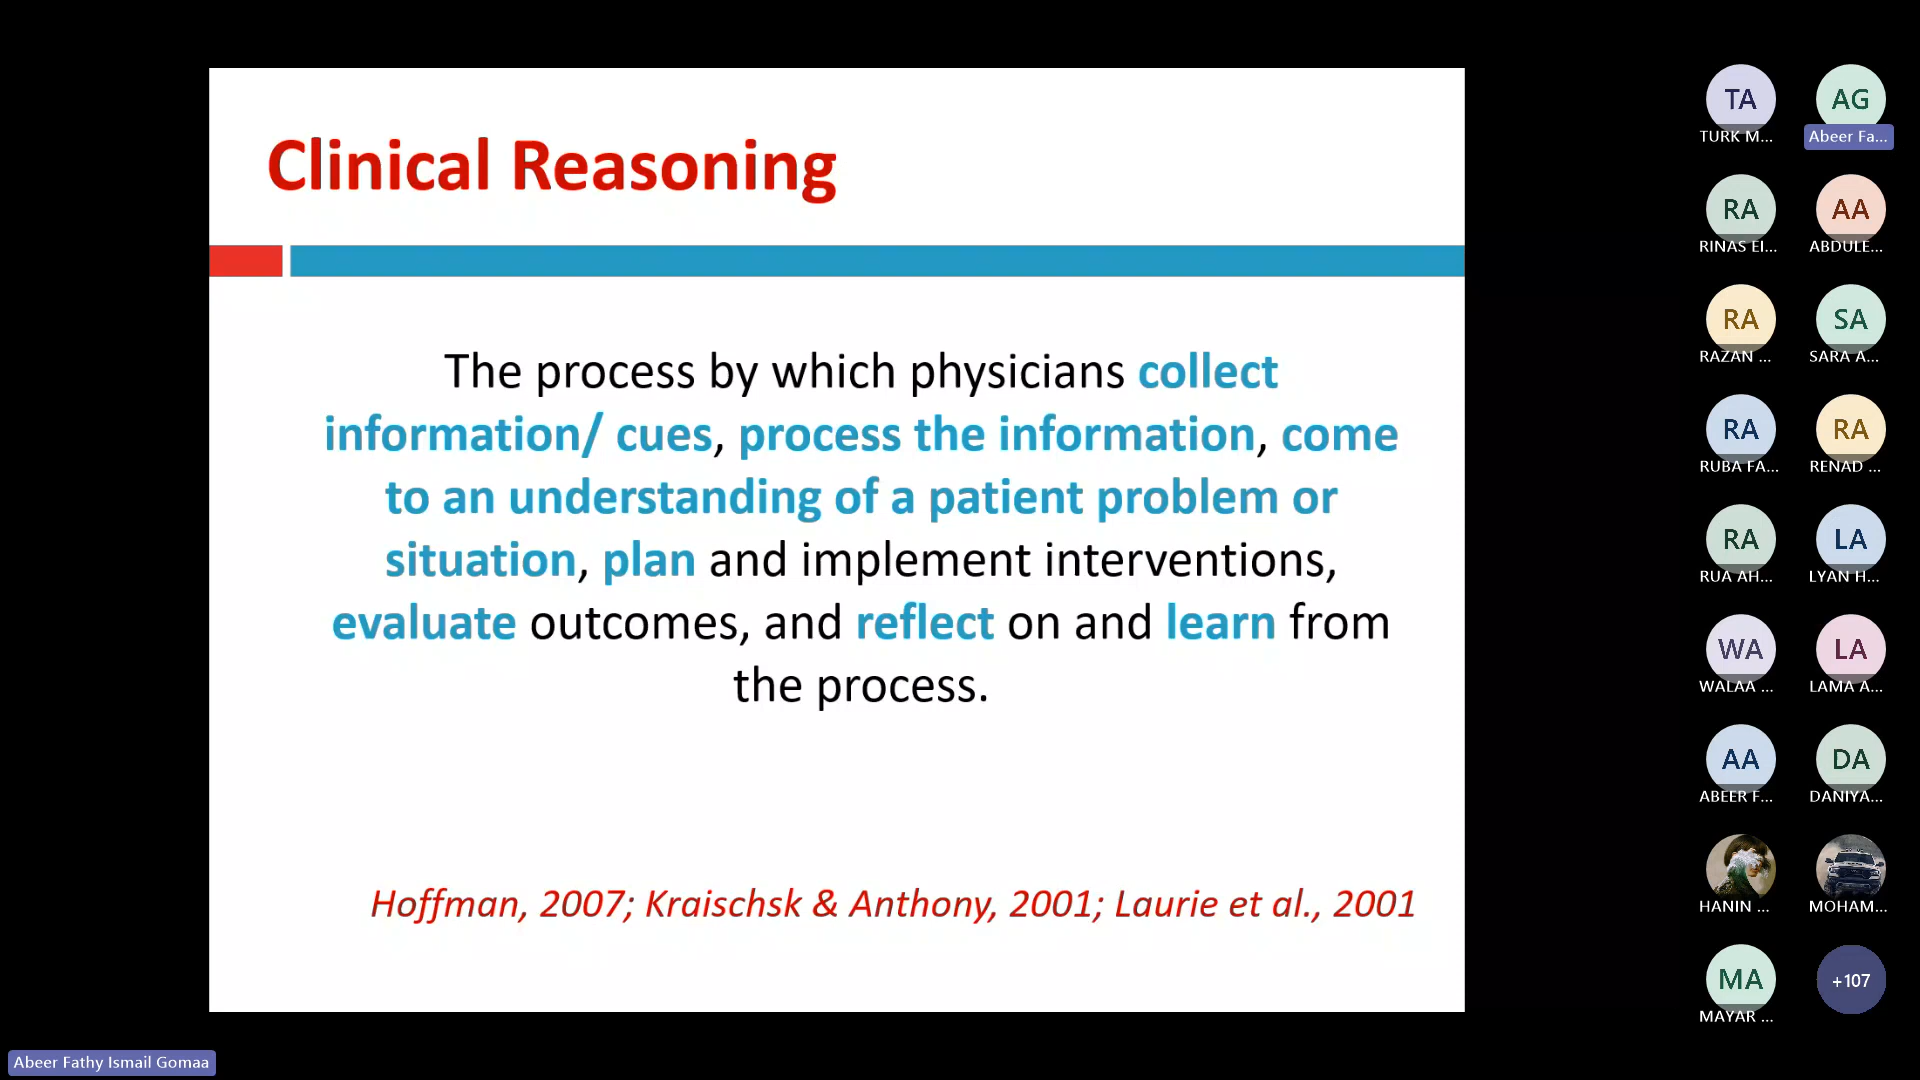 Clinical Reasoning
The process by which physicians collect
information/ cues, process the information, come
to an understanding of a patient problem or
situation, plan and implement interventions,
evaluate outcomes, and reflect on and learn from
the process.
Hoffman, 2007; Kraischsk & Anthony, 2001; Laurie et al., 2001
TA
TURK M...
AG
Abeer Fa...
RA
RINAS EI...
AA
ABDULE...
RA
RAZAN ...
SA
SARA A...
RA
RUBA FA...
RA
RENAD ...
RA
RUA AH...
LA
LYAN H...
WA
WALAA ...
LA
LAMA A...
AA
ABEER F...
DA
DANIYA...
HANIN ...
MOHAM...
MA
MAYAR ...
+107
Abeer Fathy Ismail Gomaa